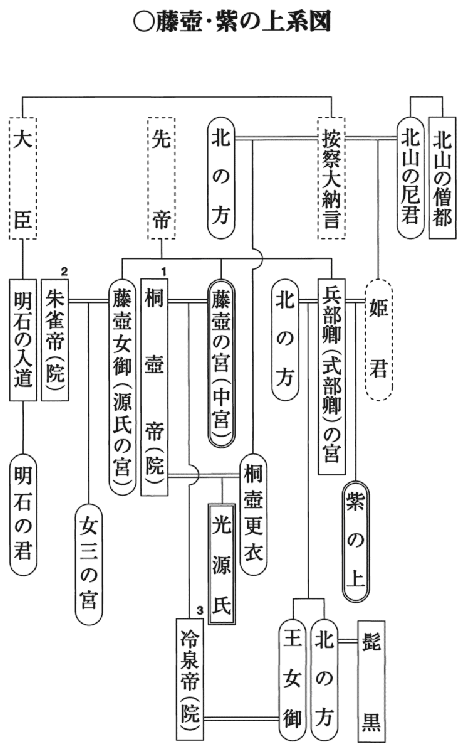 〇藤壺・紫の上系図
北山の僧都
北山の尼君
按察大納言
北の方
先帝
大臣
姫君
兵部卿(式部卿)の宮
北の方
藤壺の宮(中宮)
1
桐壺帝(院)
藤壺女御(源氏の宮)
2
朱雀帝(院)
明石の入道
紫の上
桐壺更衣
光源氏
女三の宮
明石の君
髭黒
北の方
王女御
3
冷泉帝(院)